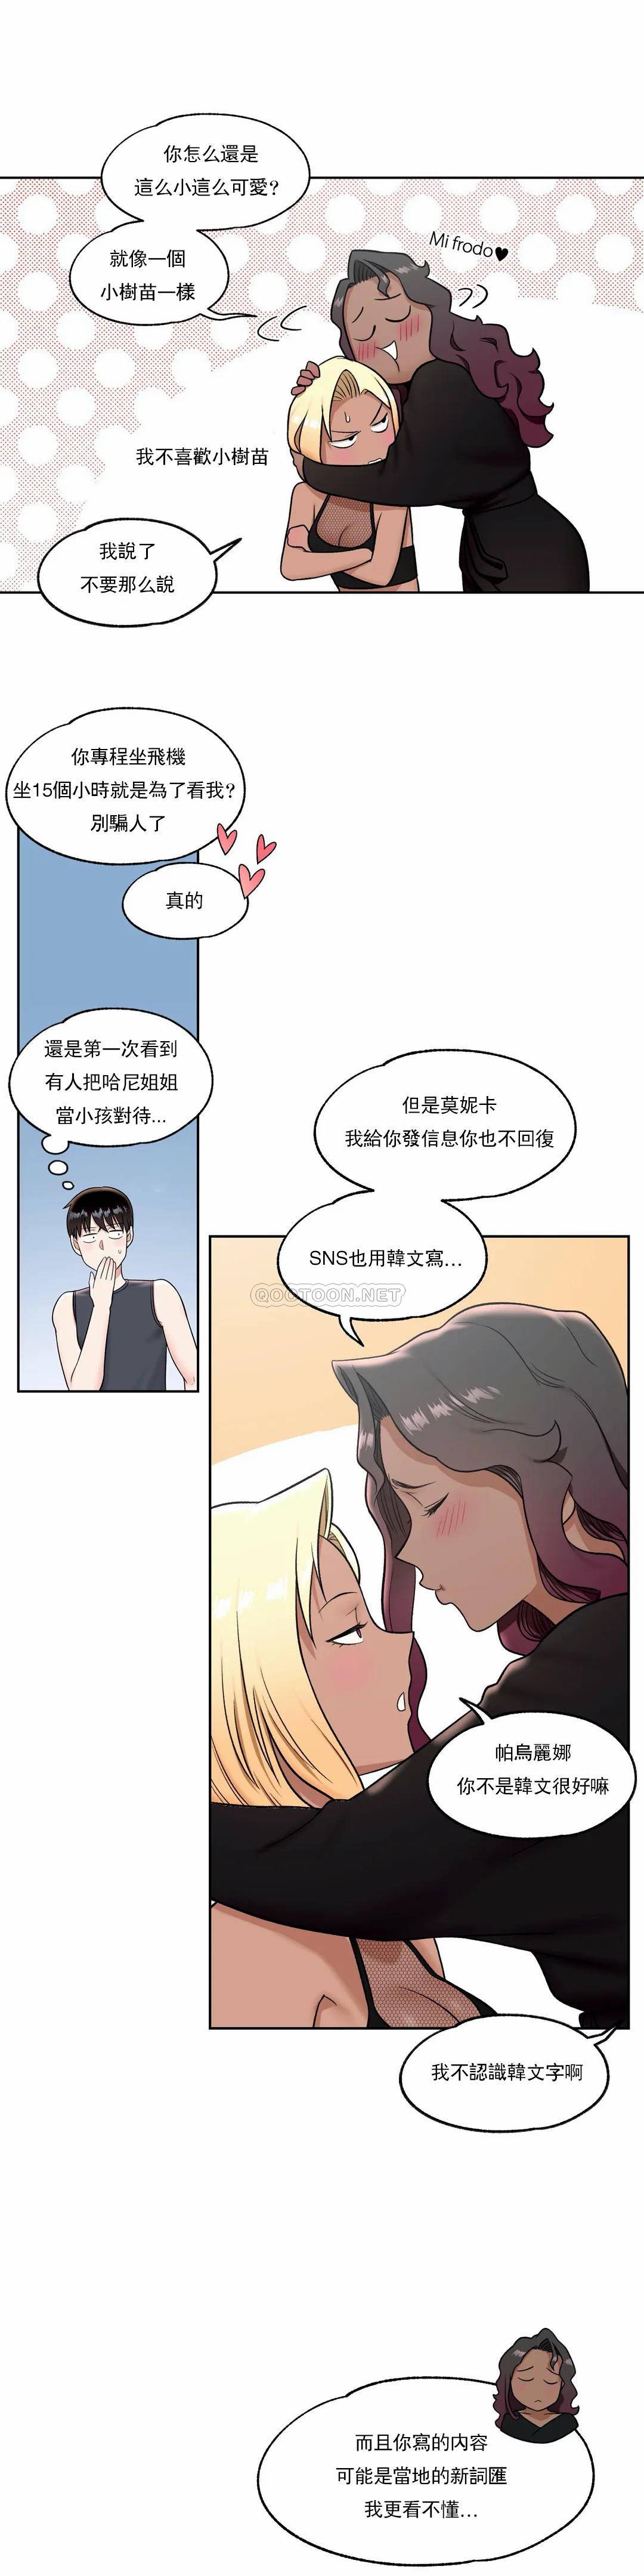 你怎么還是
這么小這么可愛?
就像一個
小樹苗一樣
Mi frodo♥
我不喜歡小樹苗
我說了
不要那么說
你專程坐飛機
坐15個小時就是為了看我?
別騙人了
真的
還是第一次看到
有人把哈尼姐姐
當小孩對待...
但是莫妮卡
我給你發信息你也不回復
SNS也用韓文寫...
QOOTOON.NET
帕烏麗娜
你不是韓文很好嘛
我不認識韓文字啊
而且你寫的内容
可能是當地的新詞匯
我更看不懂...